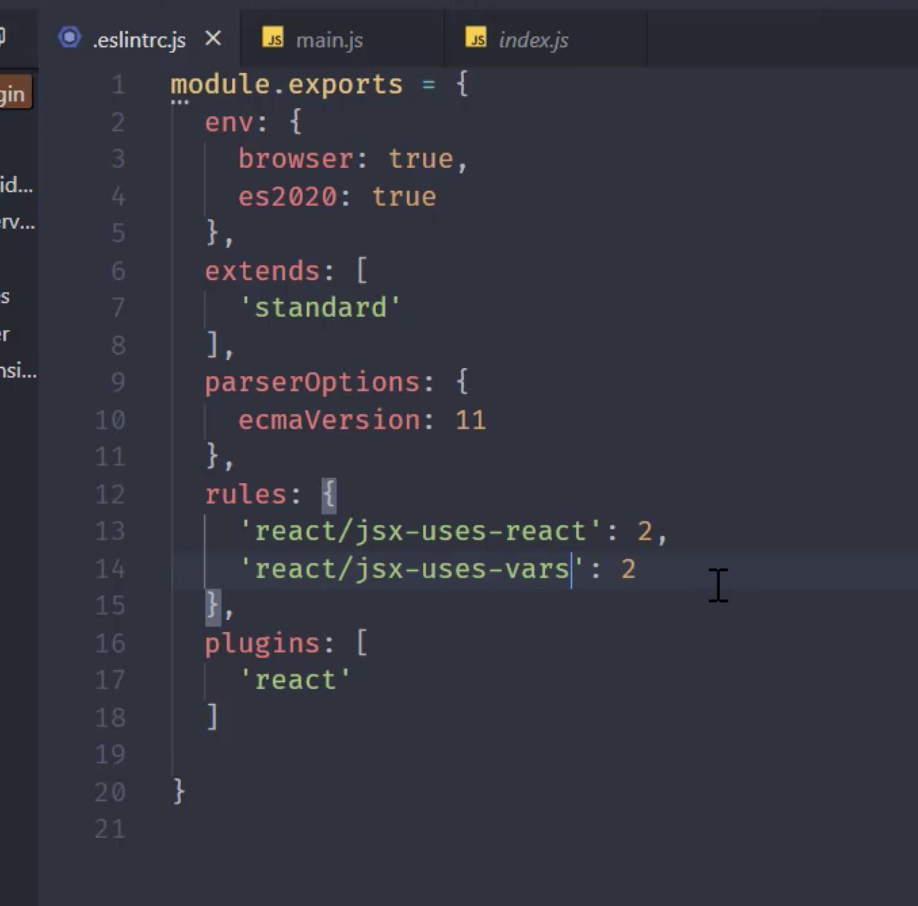 .eslintrc.js × JS main.js JS index.js
gin
id...
erv...
s
er
nsi...
1 module.exports = {
2 env: {
3 browser: true,
4 es2020: true
5 },
6 extends: [
7 'standard'
8 ],
9 parserOptions: {
10 ecmaVersion: 11
11 },
12 rules: {
13 'react/jsx-uses-react': 2,
14 'react/jsx-uses-vars': 2
15 },
16 plugins: [
17 'react'
18 ]
19
20 }
21